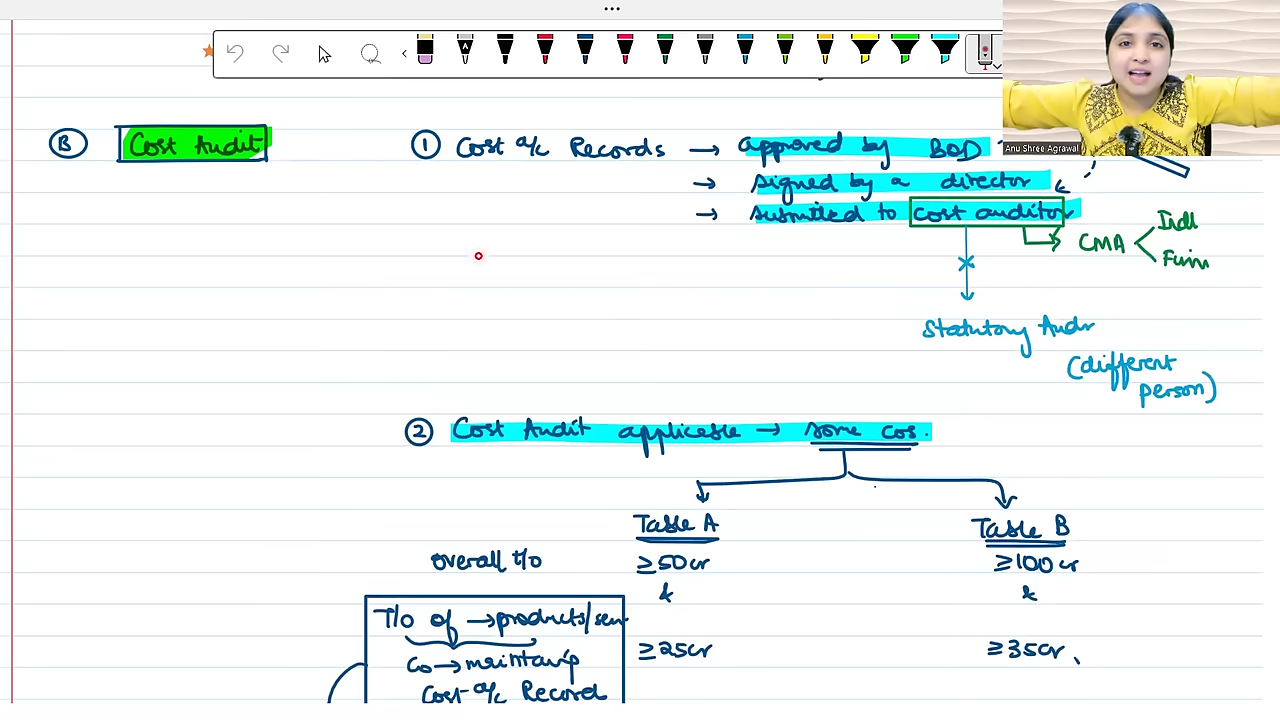 Anu Shree Agrawal
B Cost Audit
① Cost a/c Records → approved by BOD
→ signed by a director
→ submitted to cost auditor
CMA
Indl
Firm
Statutory Audr
(different
person)
② Cost Audit applicable → some cos.
Table A Table B
overall t/o ≥50cr ≥100cr
& &
T/o of → products/serv
≥25cr ≥35cr
Co → maintain'g
Cost a/c Record